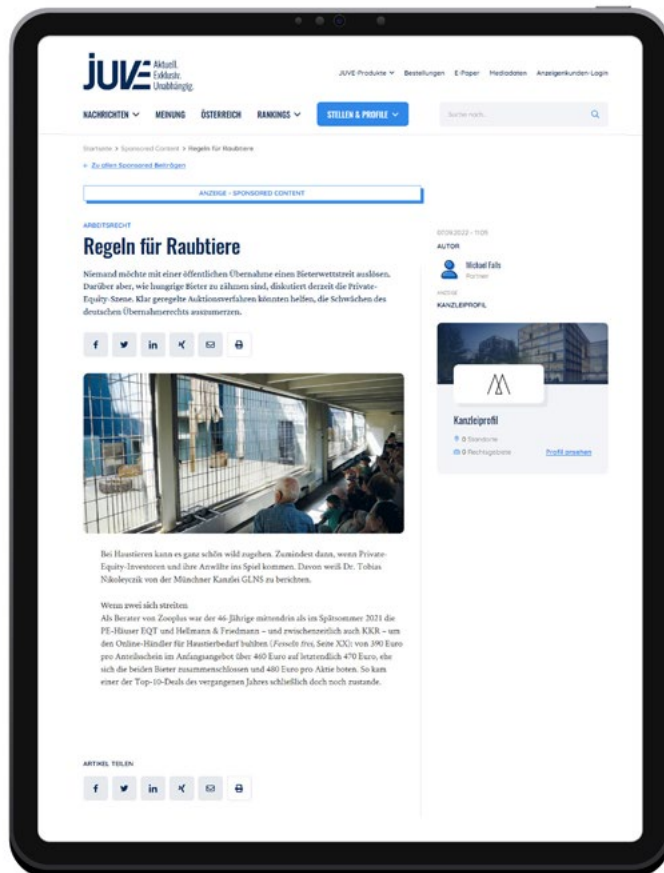 JUVE
Aktuell.
Exklusiv.
Unabhängig.
JUVE-Produkte Bestellungen E-Paper Mediadaten Anzeigenkunden-Login
NACHRICHTEN MEINUNG ÖSTERREICH RANKINGS STELLEN & PROFILE Suche nach...
Startseite > Sponsored Content > Regeln für Raubtiere
← Zu allen Sponsored Beiträgen
ANZEIGE - SPONSORED CONTENT
ARBEITSRECHT
Regeln für Raubtiere
Niemand möchte mit einer öffentlichen Übernahme einen Bieterwettstreit auslösen.
Darüber aber, wie hungrige Bieter zu zähmen sind, diskutiert derzeit die Private-
Equity-Szene. Klar geregelte Auktionsverfahren könnten helfen, die Schwächen des
deutschen Übernahmerechts auszumerzen.
Bei Haustieren kann es ganz schön wild zugehen. Zumindest dann, wenn Private-
Equity-Investoren und ihre Anwälte ins Spiel kommen. Davon weiß Dr. Tobias
Nikoleyczik von der Münchner Kanzlei GLNS zu berichten.
Wenn zwei sich streiten
Als Berater von Zooplus war der 46-Jährige mittendrin als im Spätsommer 2021 die
PE-Häuser EQT und Hellmann & Friedmann – und zwischenzeitlich auch KKR – um
den Online-Händler für Haustierbedarf buhlten (Fesseln frei, Seite XX): von 390 Euro
pro Anteilsschein im Anfangsangebot über 460 Euro auf letztendlich 470 Euro, ehe
sich die beiden Bieter zusammenschlossen und 480 Euro pro Aktie boten. So kam
einer der Top-10-Deals des vergangenen Jahres schließlich doch noch zustande.
ARTIKEL TEILEN
07.09.2022 - 11:05
AUTOR
Michael Falls
Partner
ANZEIGE
KANZLEIPROFIL
Kanzleiprofil
0 Standorte
0 Rechtsgebiete Profil ansehen